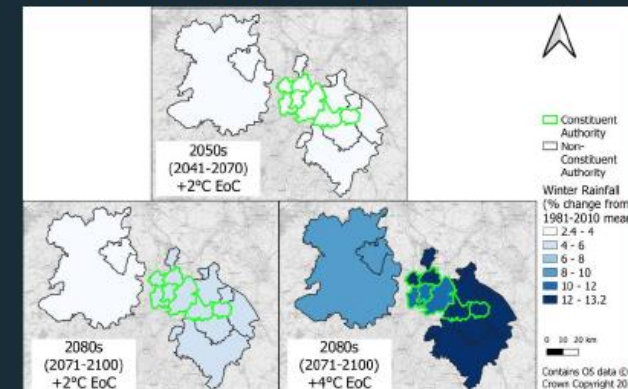 2050s
(2041-2070)
+2°C EoC
2080s
(2071-2100)
+2°C EoC
2080s
(2071-2100)
+4°C EoC
Constituent
Authority
Non-
Constituent
Authority
Winter Rainfall
(% change from
1981-2010 mean
2.4 - 4
4 - 6
6 - 8
8 - 10
10 - 12
12 - 13.2
0 10 20 km
Contains OS data ©
Crown Copyright 20